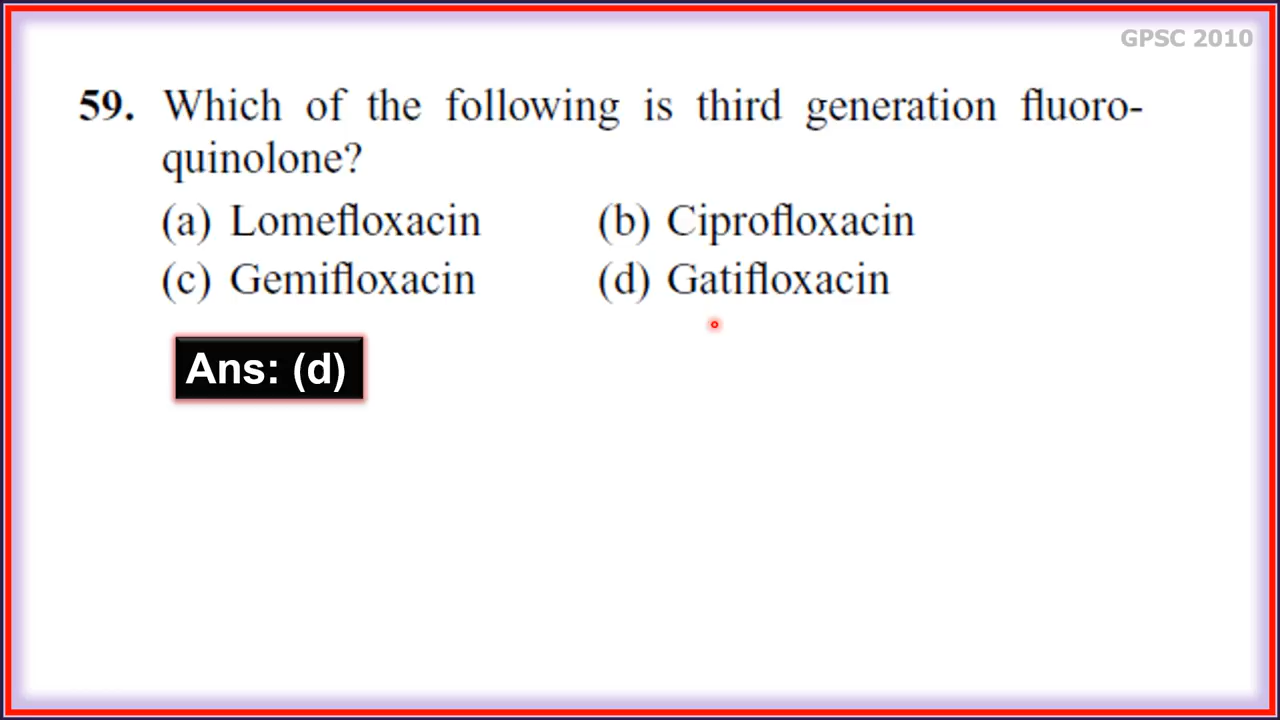 GPSC 2010
59. Which of the following is third generation fluoro-
quinolone?
(a) Lomefloxacin (b) Ciprofloxacin
(c) Gemifloxacin (d) Gatifloxacin
Ans: (d)